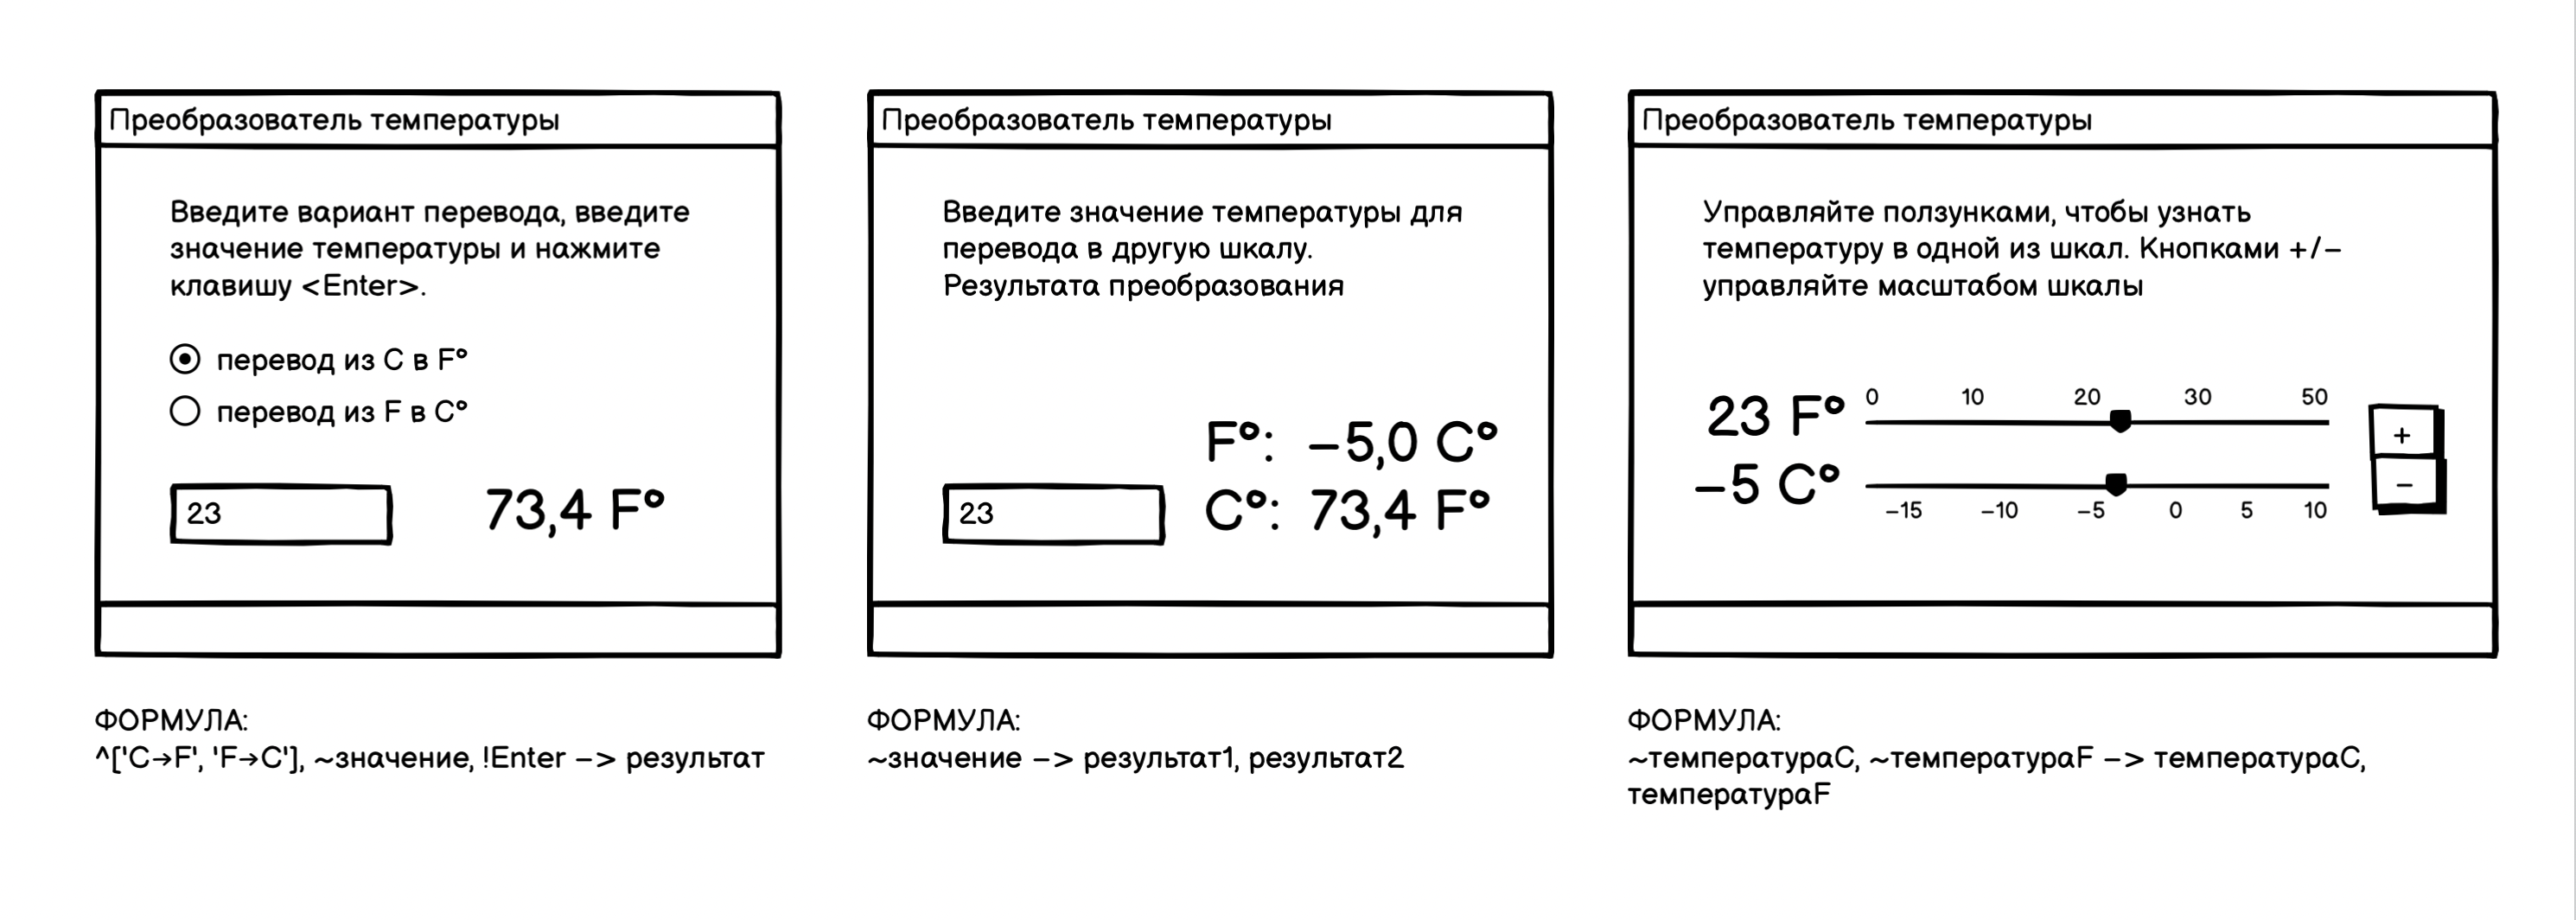 Преобразователь температуры
Введите вариант перевода, введите
значение температуры и нажмите
клавишу <Enter>.
перевод из C в F°
перевод из F в C°
23
73,4 F°
ФОРМУЛА:
^['C→F', 'F→C'], ~значение, !Enter –> результат
Преобразователь температуры
Введите значение температуры для
перевода в другую шкалу.
Результата преобразования
F°: –5,0 C°
23
C°: 73,4 F°
ФОРМУЛА:
~значение –> результат1, результат2
Преобразователь температуры
Управляйте ползунками, чтобы узнать
температуру в одной из шкал. Кнопками +/–
управляйте масштабом шкалы
23 F°
0 10 20 30 50
+
–5 C°
–15 –10 –5 0 5 10
–
ФОРМУЛА:
~температураC, ~температураF –> температураC,
температураF